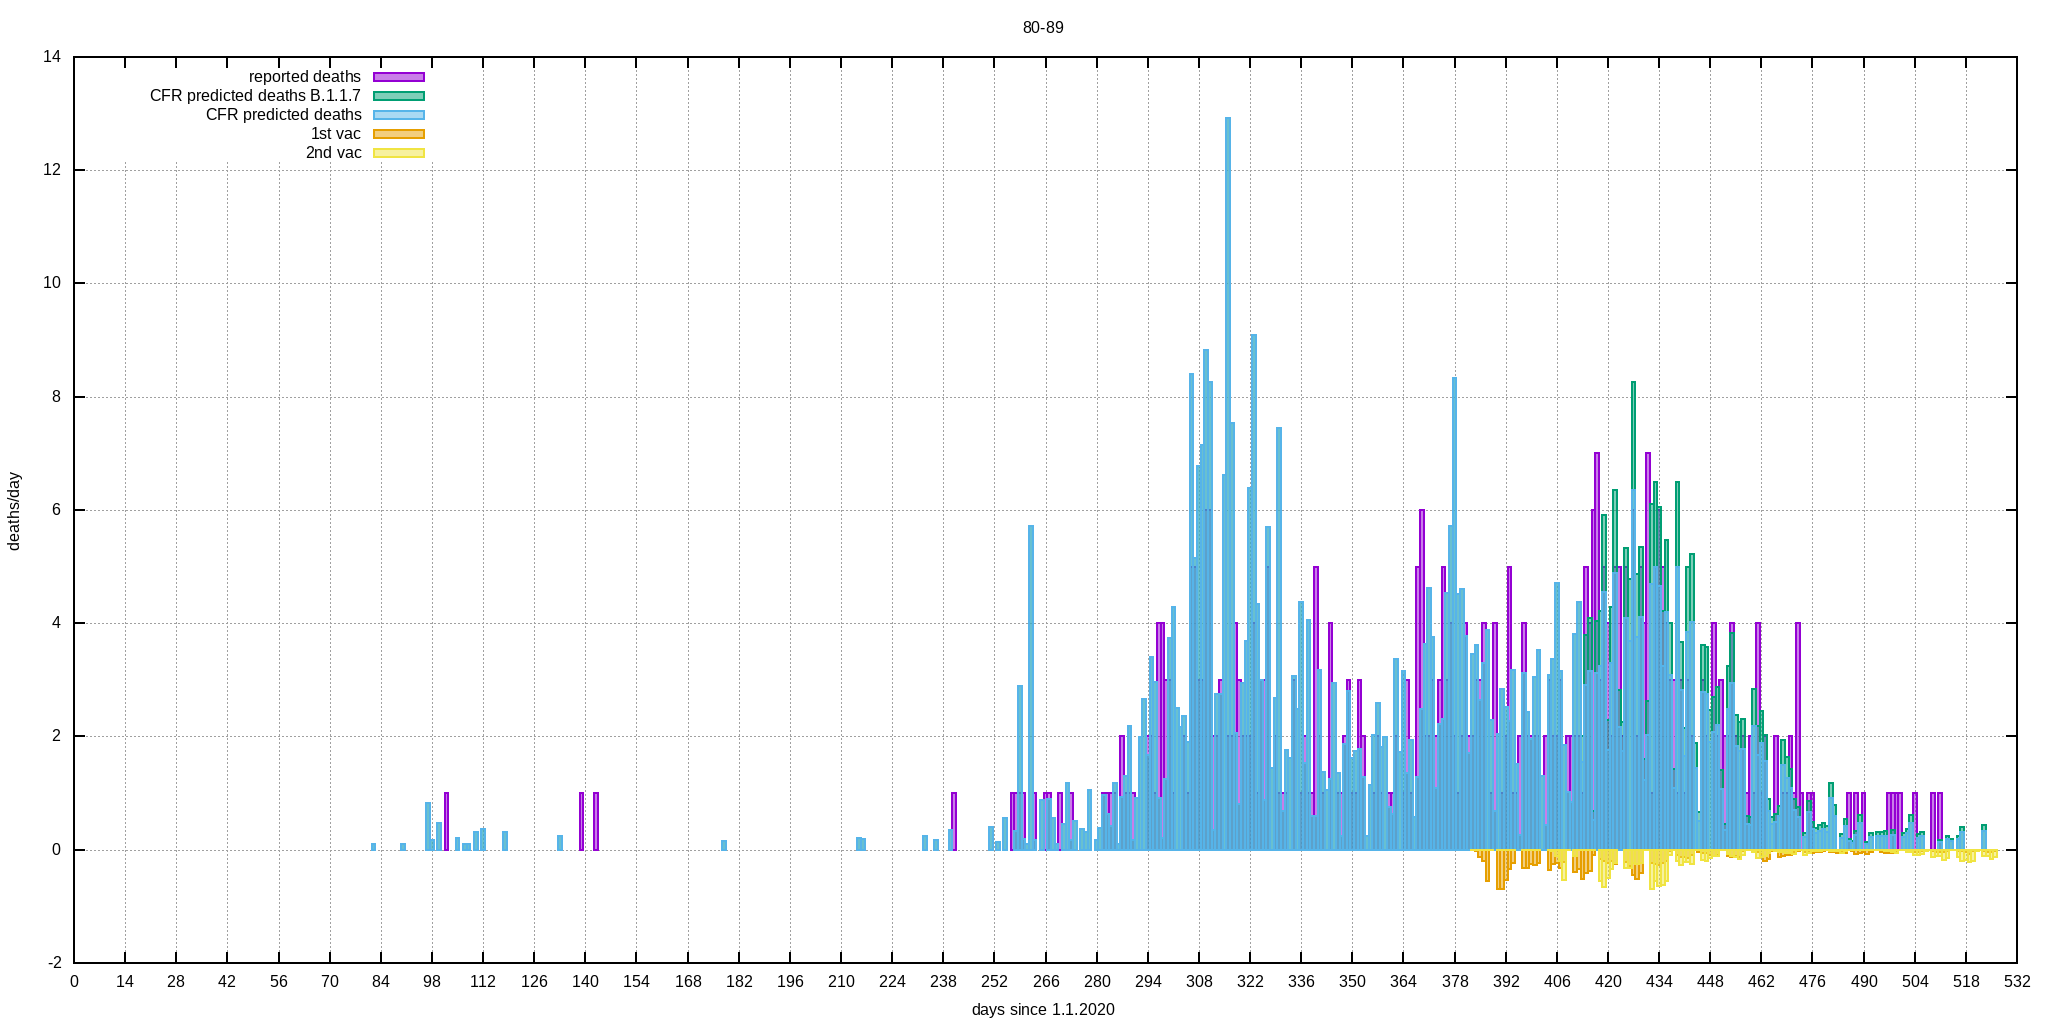 80-89
reported deaths
CFR predicted deaths B.1.1.7
CFR predicted deaths
1st vac
2nd vac
14
12
10
8
6
4
2
0
-2
deaths/day
0 14 28 42 56 70 84 98 112 126 140 154 168 182 196 210 224 238 252 266 280 294 308 322 336 350 364 378 392 406 420 434 448 462 476 490 504 518 532
days since 1.1.2020